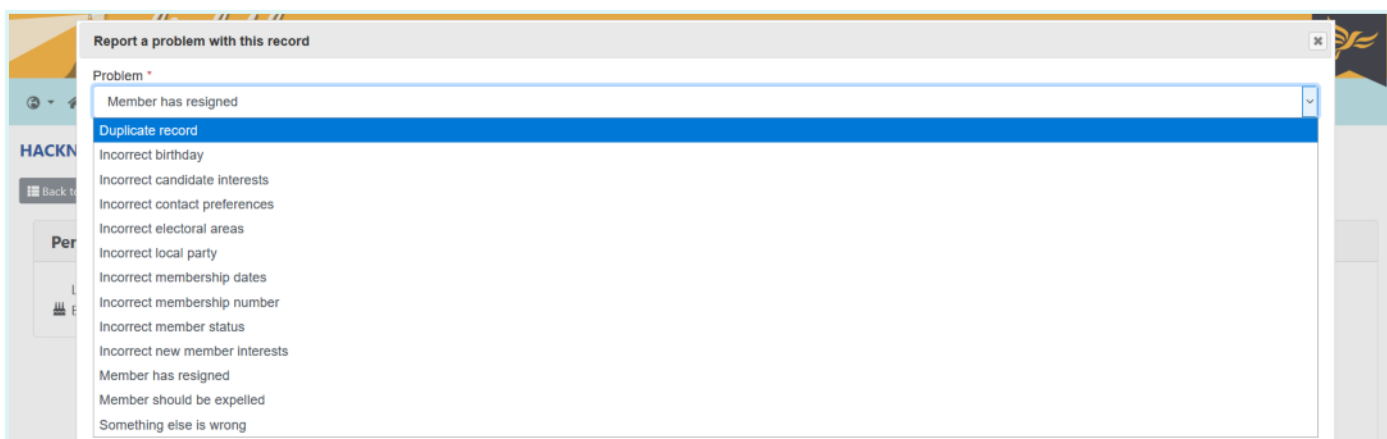 Report a problem with this record
Problem *
Member has resigned
Duplicate record
HACKN
Incorrect birthday
Incorrect candidate interests
Back to
Incorrect contact preferences
Incorrect electoral areas
Per
Incorrect local party
Incorrect membership dates
Incorrect membership number
Incorrect member status
Incorrect new member interests
Member has resigned
Member should be expelled
Something else is wrong